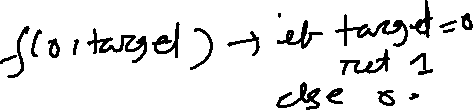 f(0, target) → if target = 0
ret 1
else 0.